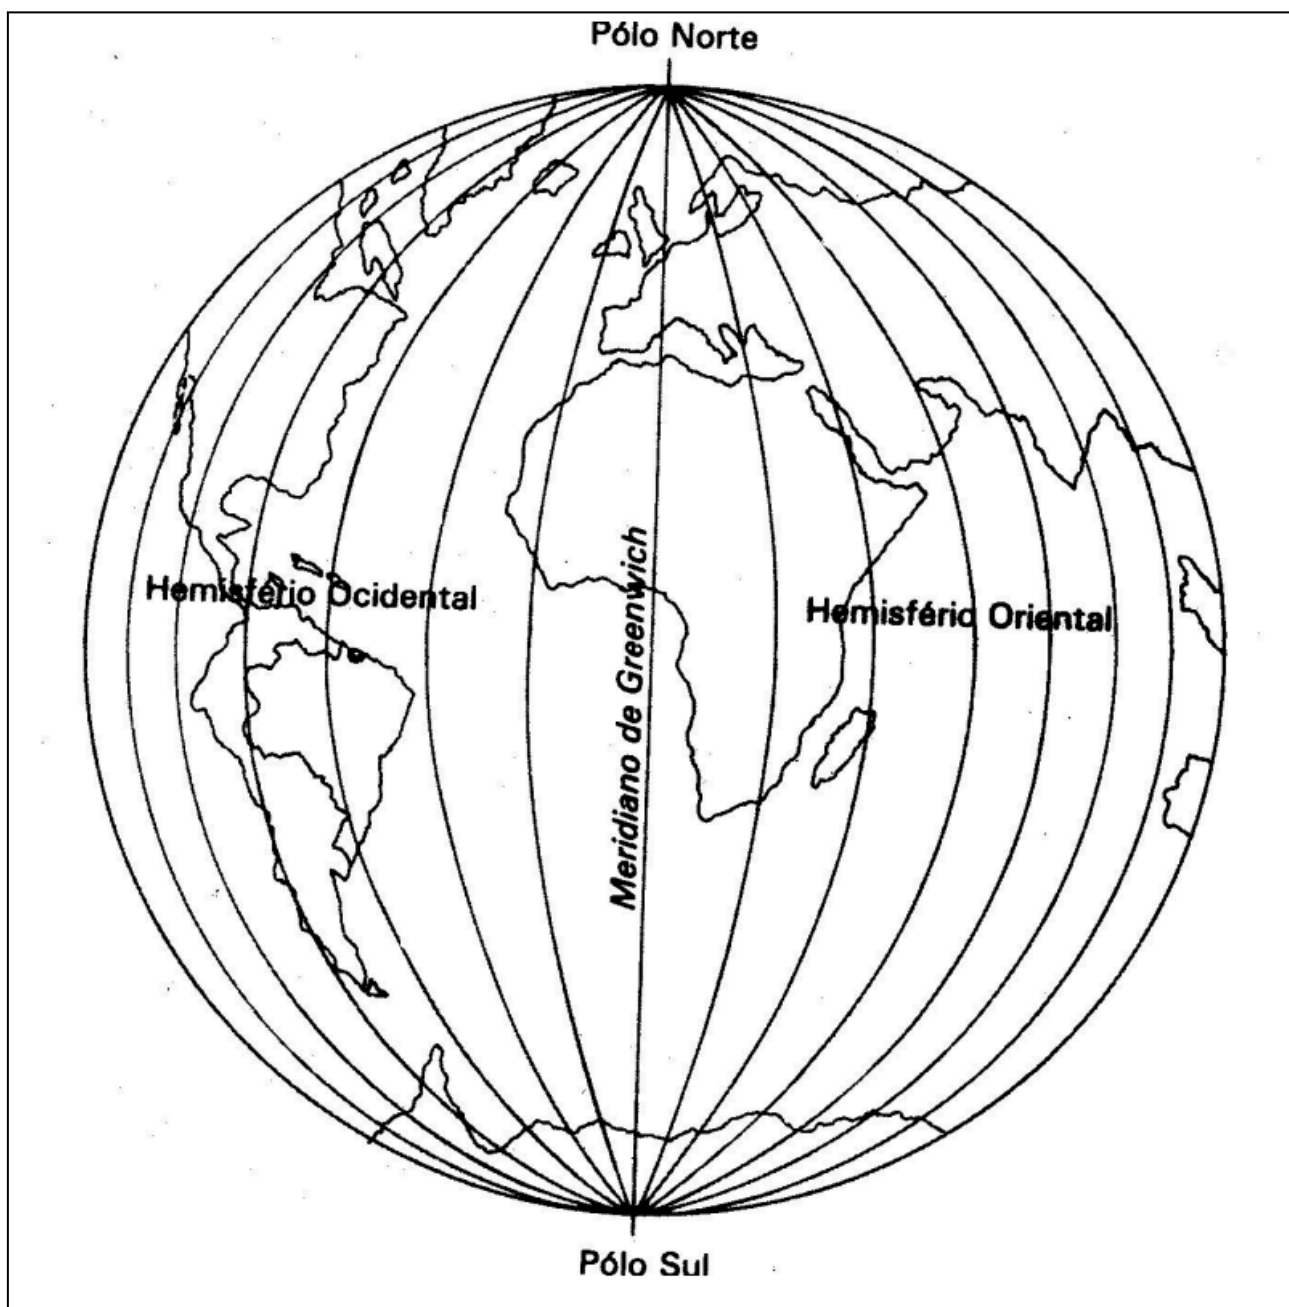 Pólo Norte
Hemisfério Ocidental
Meridiano de Greenwich
Hemisfério Oriental
Pólo Sul